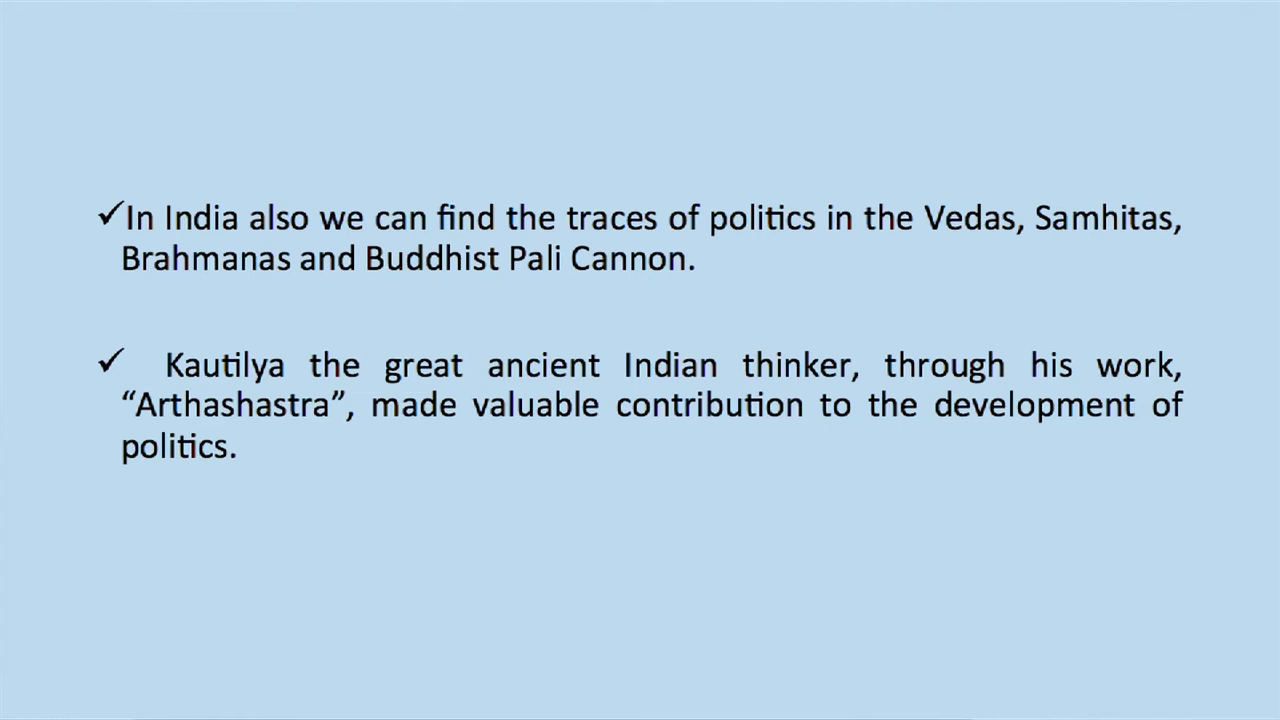 ✓In India also we can find the traces of politics in the Vedas, Samhitas,
Brahmanas and Buddhist Pali Cannon.
✓ Kautilya the great ancient Indian thinker, through his work,
“Arthashastra”, made valuable contribution to the development of
politics.